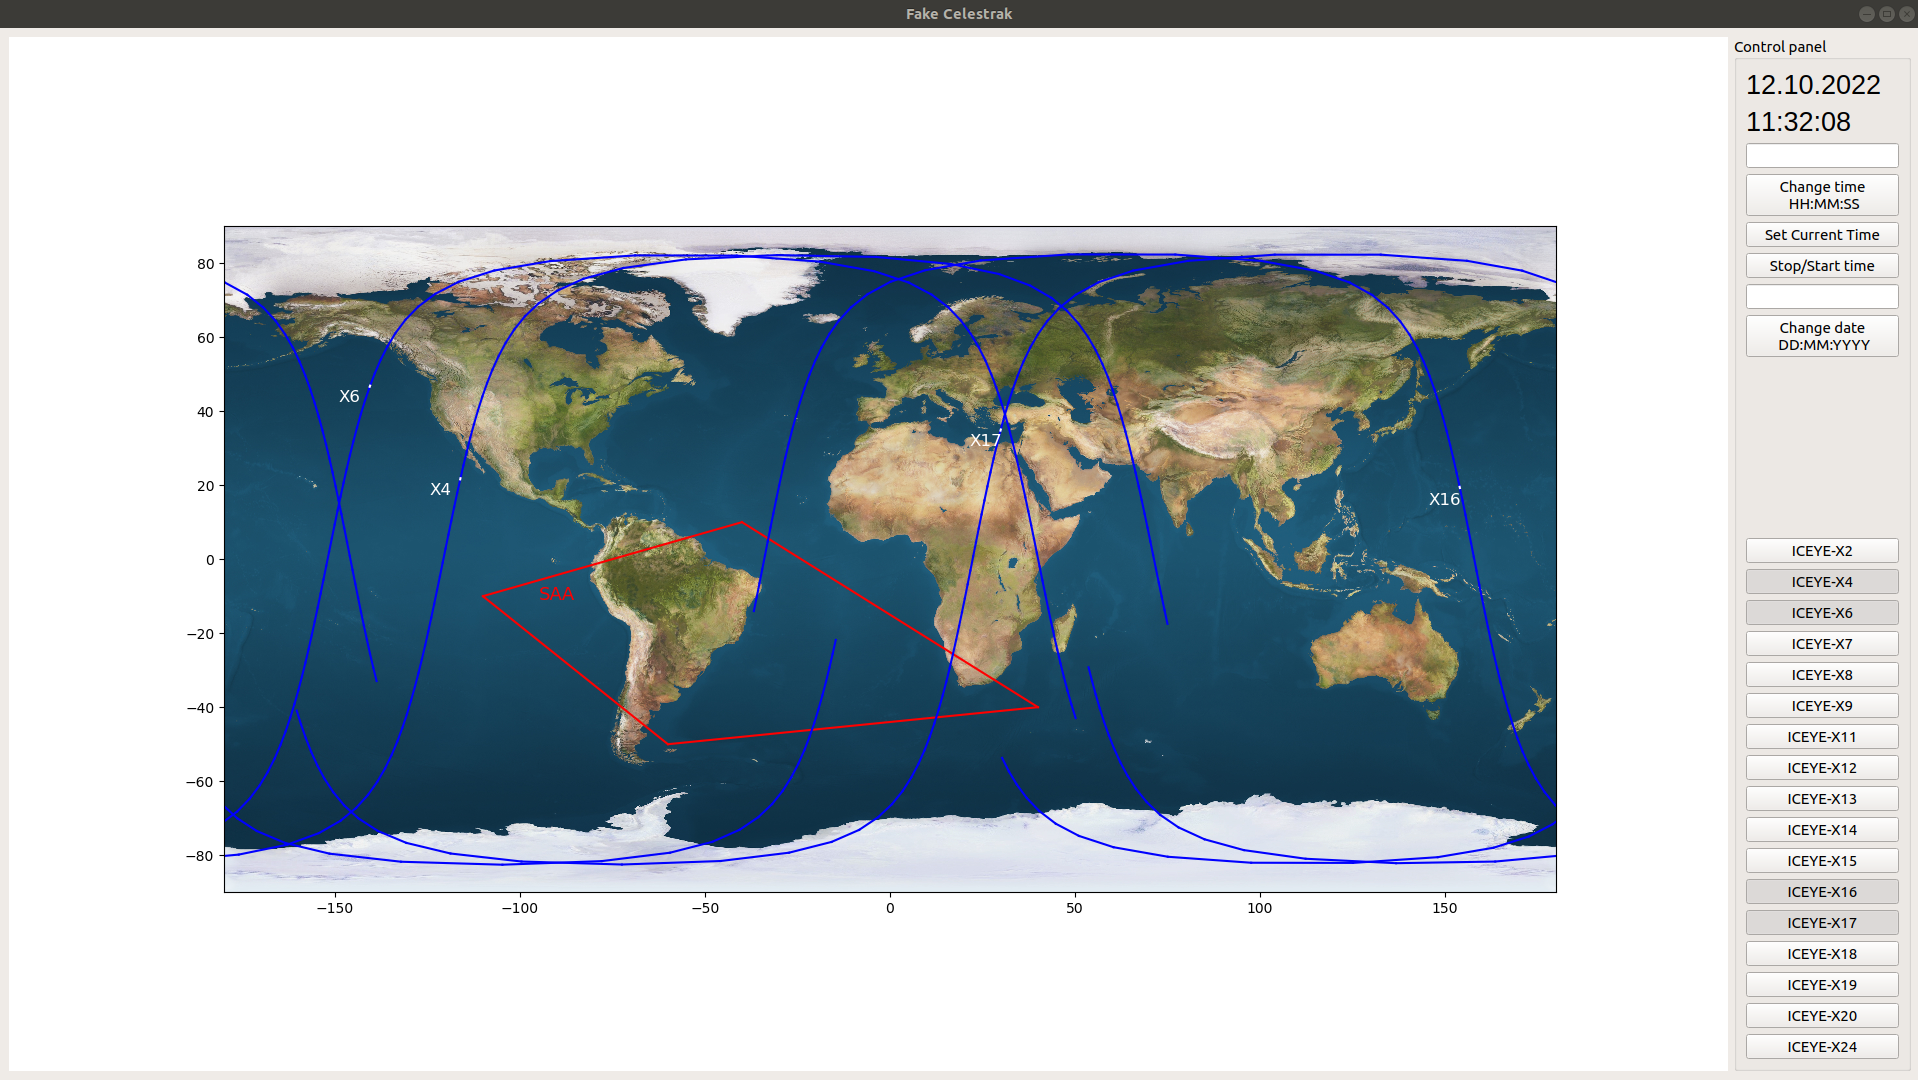 Fake Celestrak
Control panel
12.10.2022
11:32:08
Change time
HH:MM:SS
Set Current Time
Stop/Start time
Change date
DD:MM:YYYY
ICEYE-X2
ICEYE-X4
ICEYE-X6
ICEYE-X7
ICEYE-X8
ICEYE-X9
ICEYE-X11
ICEYE-X12
ICEYE-X13
ICEYE-X14
ICEYE-X15
ICEYE-X16
ICEYE-X17
ICEYE-X18
ICEYE-X19
ICEYE-X20
ICEYE-X24
80
60
40
20
0
−20
−40
−60
−80
−150
−100
−50
0
50
100
150
X6
X4
X17
X16
SAA